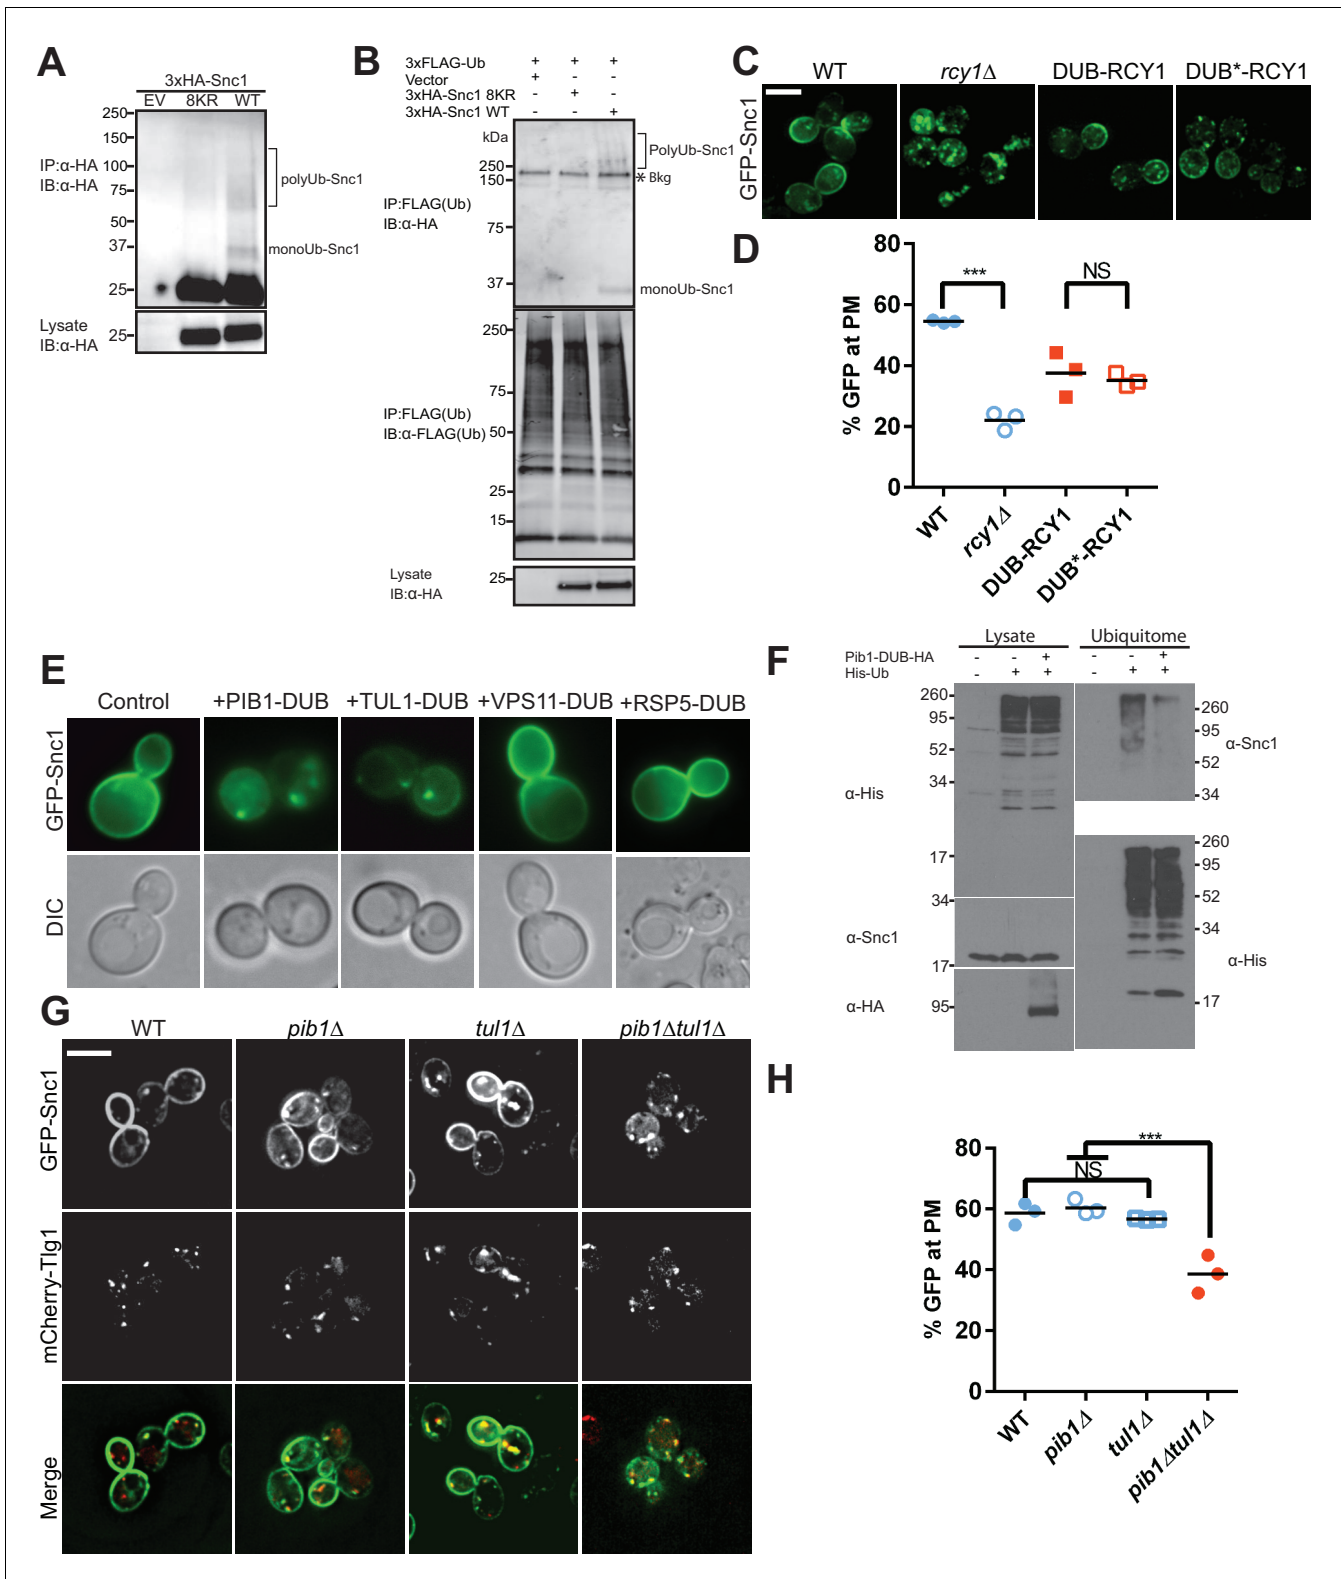 A
3xHA-Snc1
EV 8KR WT
250
150
100
75
50
37
25
IP:α-HA
IB:α-HA
polyUb-Snc1
monoUb-Snc1
Lysate
IB:α-HA
25
B
3xFLAG-Ub + + +
Vector + - -
3xHA-Snc1 8KR - + -
3xHA-Snc1 WT - - +
kDa
250
150
75
37
PolyUb-Snc1
* Bkg
IP:FLAG(Ub)
IB:α-HA
monoUb-Snc1
250
75
50
25
15
IP:FLAG(Ub)
IB:α-FLAG(Ub)
Lysate
IB:α-HA
25
C
WT rcy1Δ DUB-RCY1 DUB*-RCY1
GFP-Snc1
D
% GFP at PM
80
60
40
20
0
*** NS
WT rcy1Δ DUB-RCY1 DUB*-RCY1
E
Control +PIB1-DUB +TUL1-DUB +VPS11-DUB +RSP5-DUB
GFP-Snc1
DIC
F
Lysate Ubiquitome
Pib1-DUB-HA - - + - - +
His-Ub - + + - + +
260
95
52
34
17
α-His
34
17
α-Snc1
95
α-HA
260
95
52
34
α-Snc1
260
95
52
34
17
α-His
G
WT pib1Δ tul1Δ pib1Δtul1Δ
GFP-Snc1
mCherry-Tlg1
Merge
H
% GFP at PM
80
60
40
20
0
***
NS
WT pib1Δ tul1Δ pib1Δtul1Δ